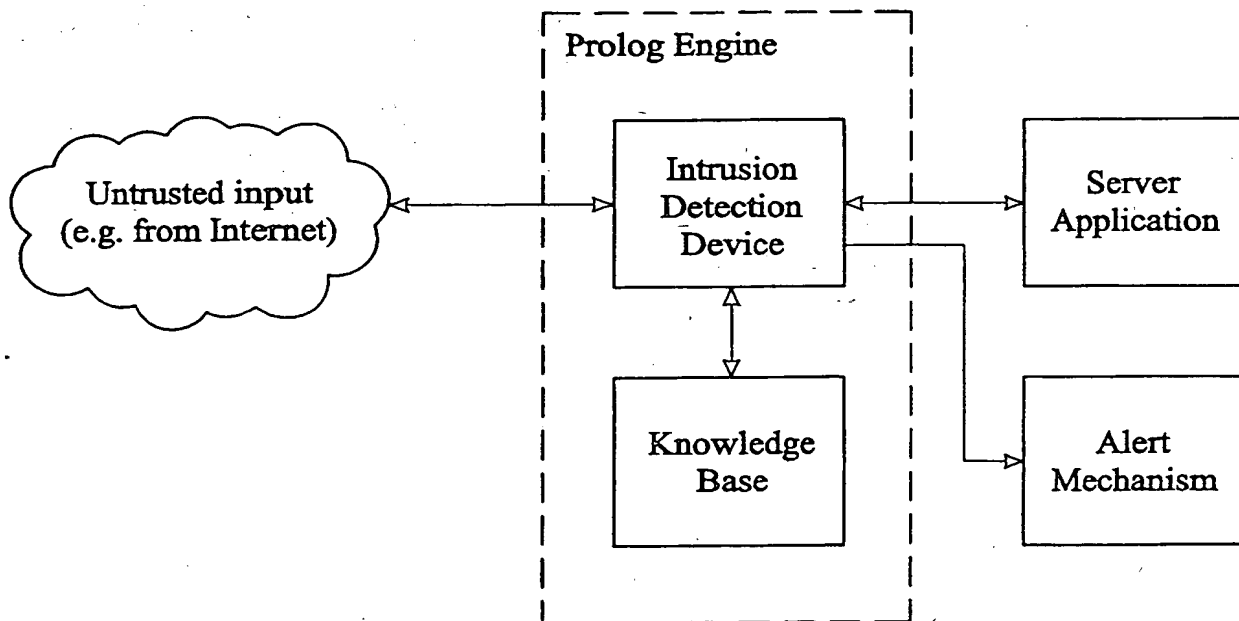 Prolog Engine
Untrusted input
(e.g. from Internet)
Intrusion
Detection
Device
Server
Application
Knowledge
Base
Alert
Mechanism